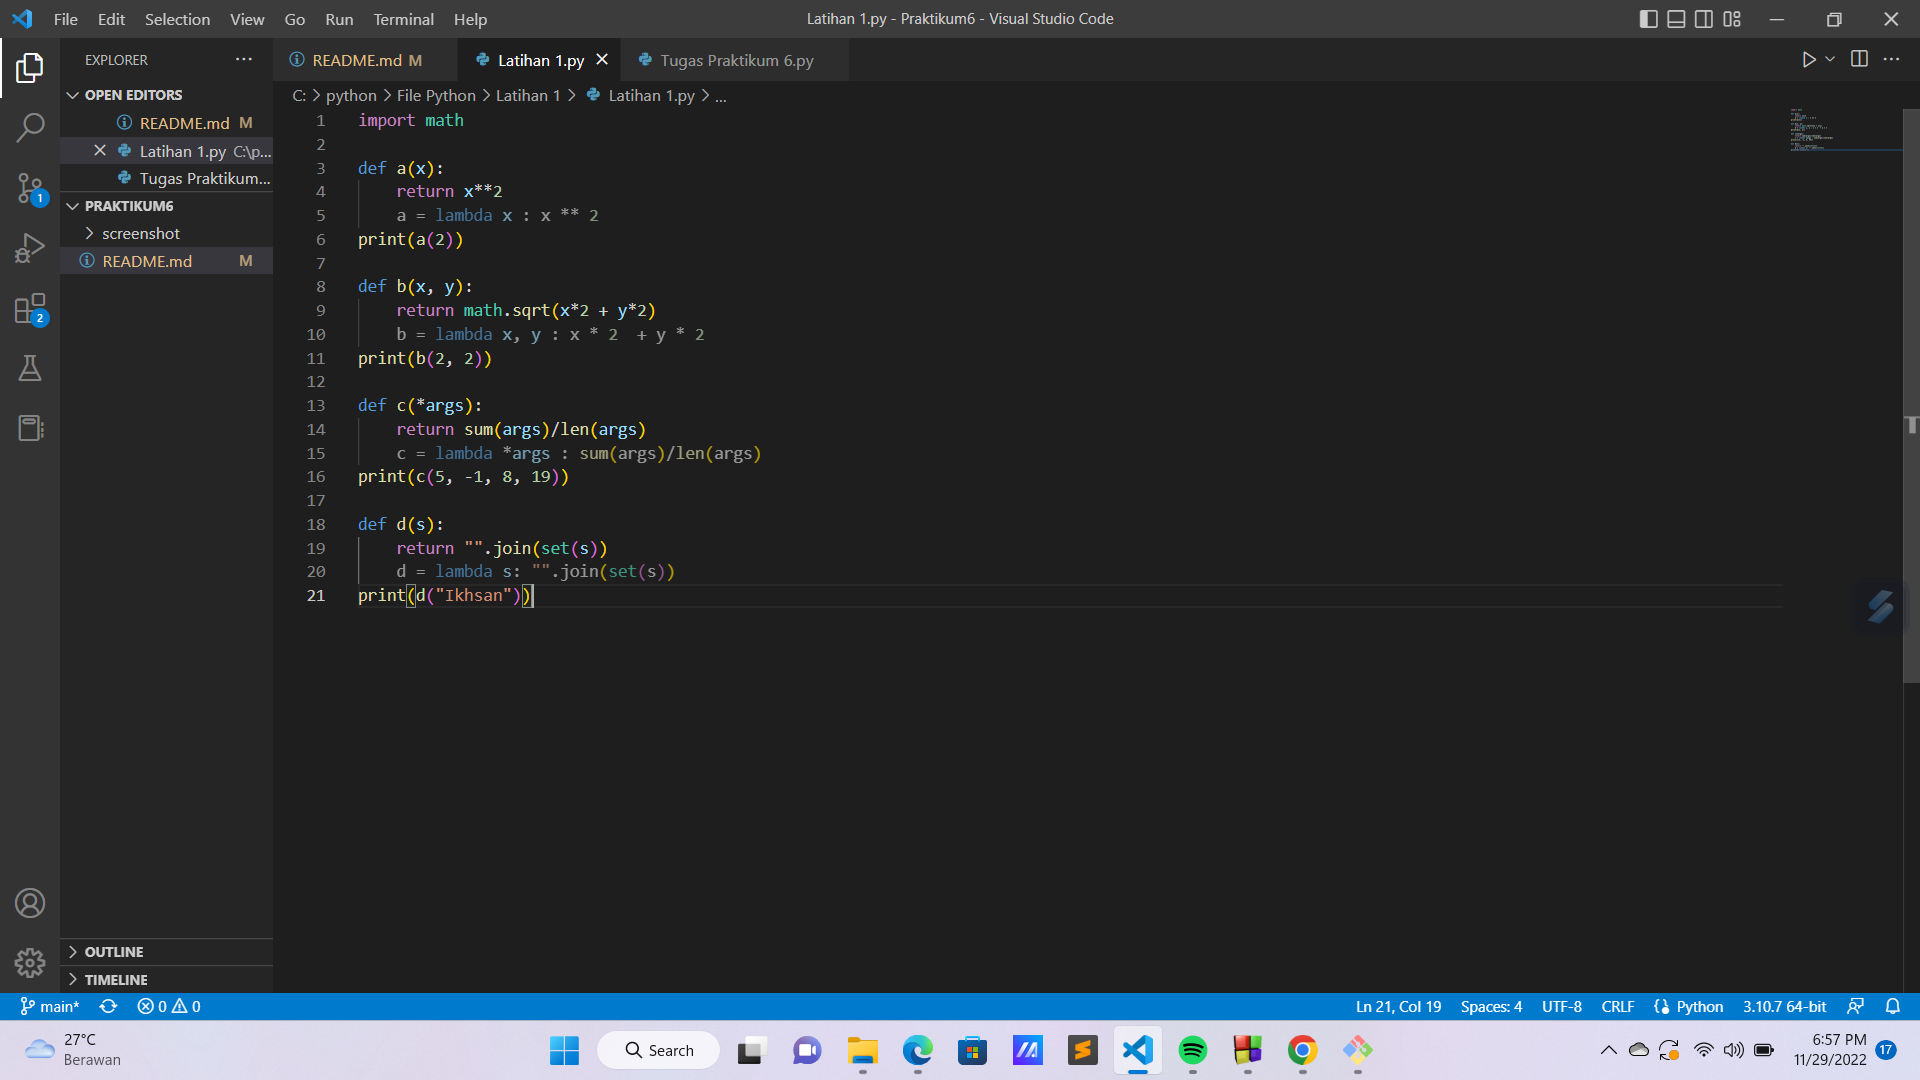 File Edit Selection View Go Run Terminal Help
Latihan 1.py - Praktikum6 - Visual Studio Code
EXPLORER
OPEN EDITORS
README.md M
Latihan 1.py C:\p...
Tugas Praktikum...
PRAKTIKUM6
screenshot
README.md M
OUTLINE
TIMELINE
1
2
README.md M
Latihan 1.py
Tugas Praktikum 6.py
C: > python > File Python > Latihan 1 > Latihan 1.py > ...
1 import math
2
3 def a(x):
4     return x**2
5     a = lambda x : x ** 2
6 print(a(2))
7
8 def b(x, y):
9     return math.sqrt(x*2 + y*2)
10     b = lambda x, y : x * 2  + y * 2
11 print(b(2, 2))
12
13 def c(*args):
14     return sum(args)/len(args)
15     c = lambda *args : sum(args)/len(args)
16 print(c(5, -1, 8, 19))
17
18 def d(s):
19     return "".join(set(s))
20     d = lambda s: "".join(set(s))
21 print(d("Ikhsan"))
main* 0 0
Ln 21, Col 19 Spaces: 4 UTF-8 CRLF Python 3.10.7 64-bit
27°C
Berawan
Search
6:57 PM
11/29/2022
17